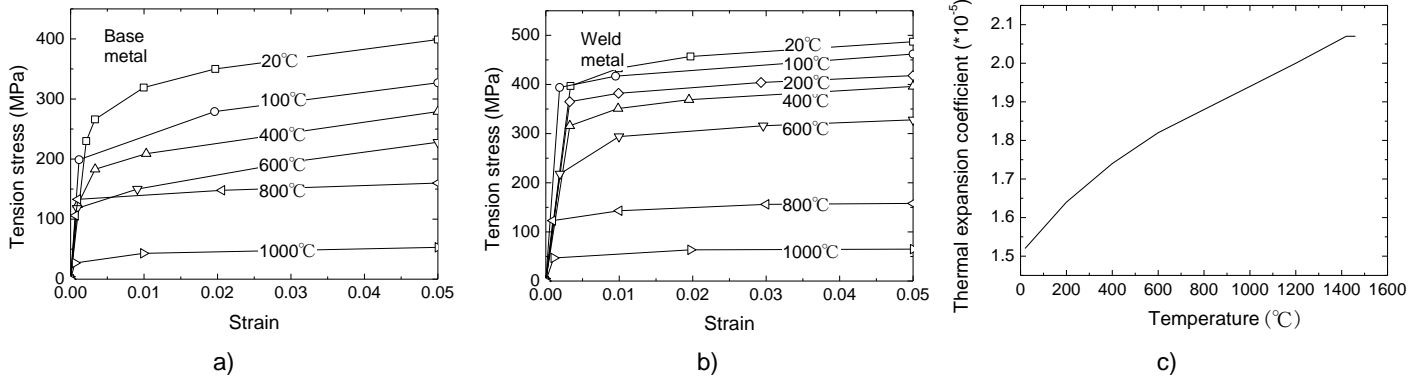 Base
metal
20℃
100℃
400℃
600℃
800℃
1000℃
400
300
200
100
0
0.00 0.01 0.02 0.03 0.04 0.05
Tension stress (MPa)
Strain
a)
Weld
metal
20℃
100℃
200℃
400℃
600℃
800℃
1000℃
500
400
300
200
100
0
0.00 0.01 0.02 0.03 0.04 0.05
Tension stress (MPa)
Strain
b)
2.1
2.0
1.9
1.8
1.7
1.6
1.5
0 200 400 600 800 1000 1200 1400 1600
Thermal expansion coefficient (*10⁻⁵)
Temperature (℃)
c)